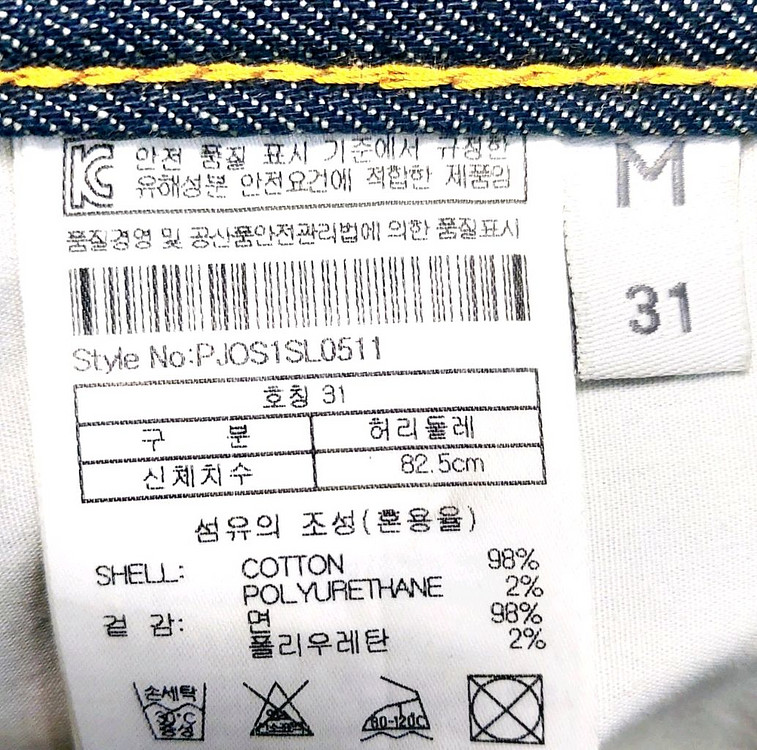 안전 품질 표시 기준에서 규정한
유해성분 안전요건에 적합한 제품임
품질경영 및 공산품안전관리법에 의한 품질표시
Style No:PJOS1SL0511
호칭 31
구 분 허리둘레
신체치수 82.5cm
섬유의 조성(혼용율)
SHELL: COTTON 98%
POLYURETHANE 2%
겉 감: 면 98%
폴리우레탄 2%
손세탁
30°C
중성
80-120℃
M
31